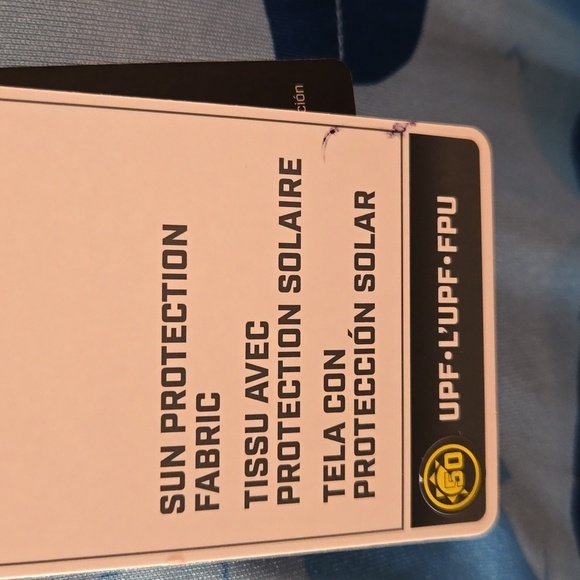 SUN PROTECTION
FABRIC
TISSU AVEC
PROTECTION SOLAIRE
TELA CON
PROTECCIÓN SOLAR
50 UPF•L'UPF•FPU